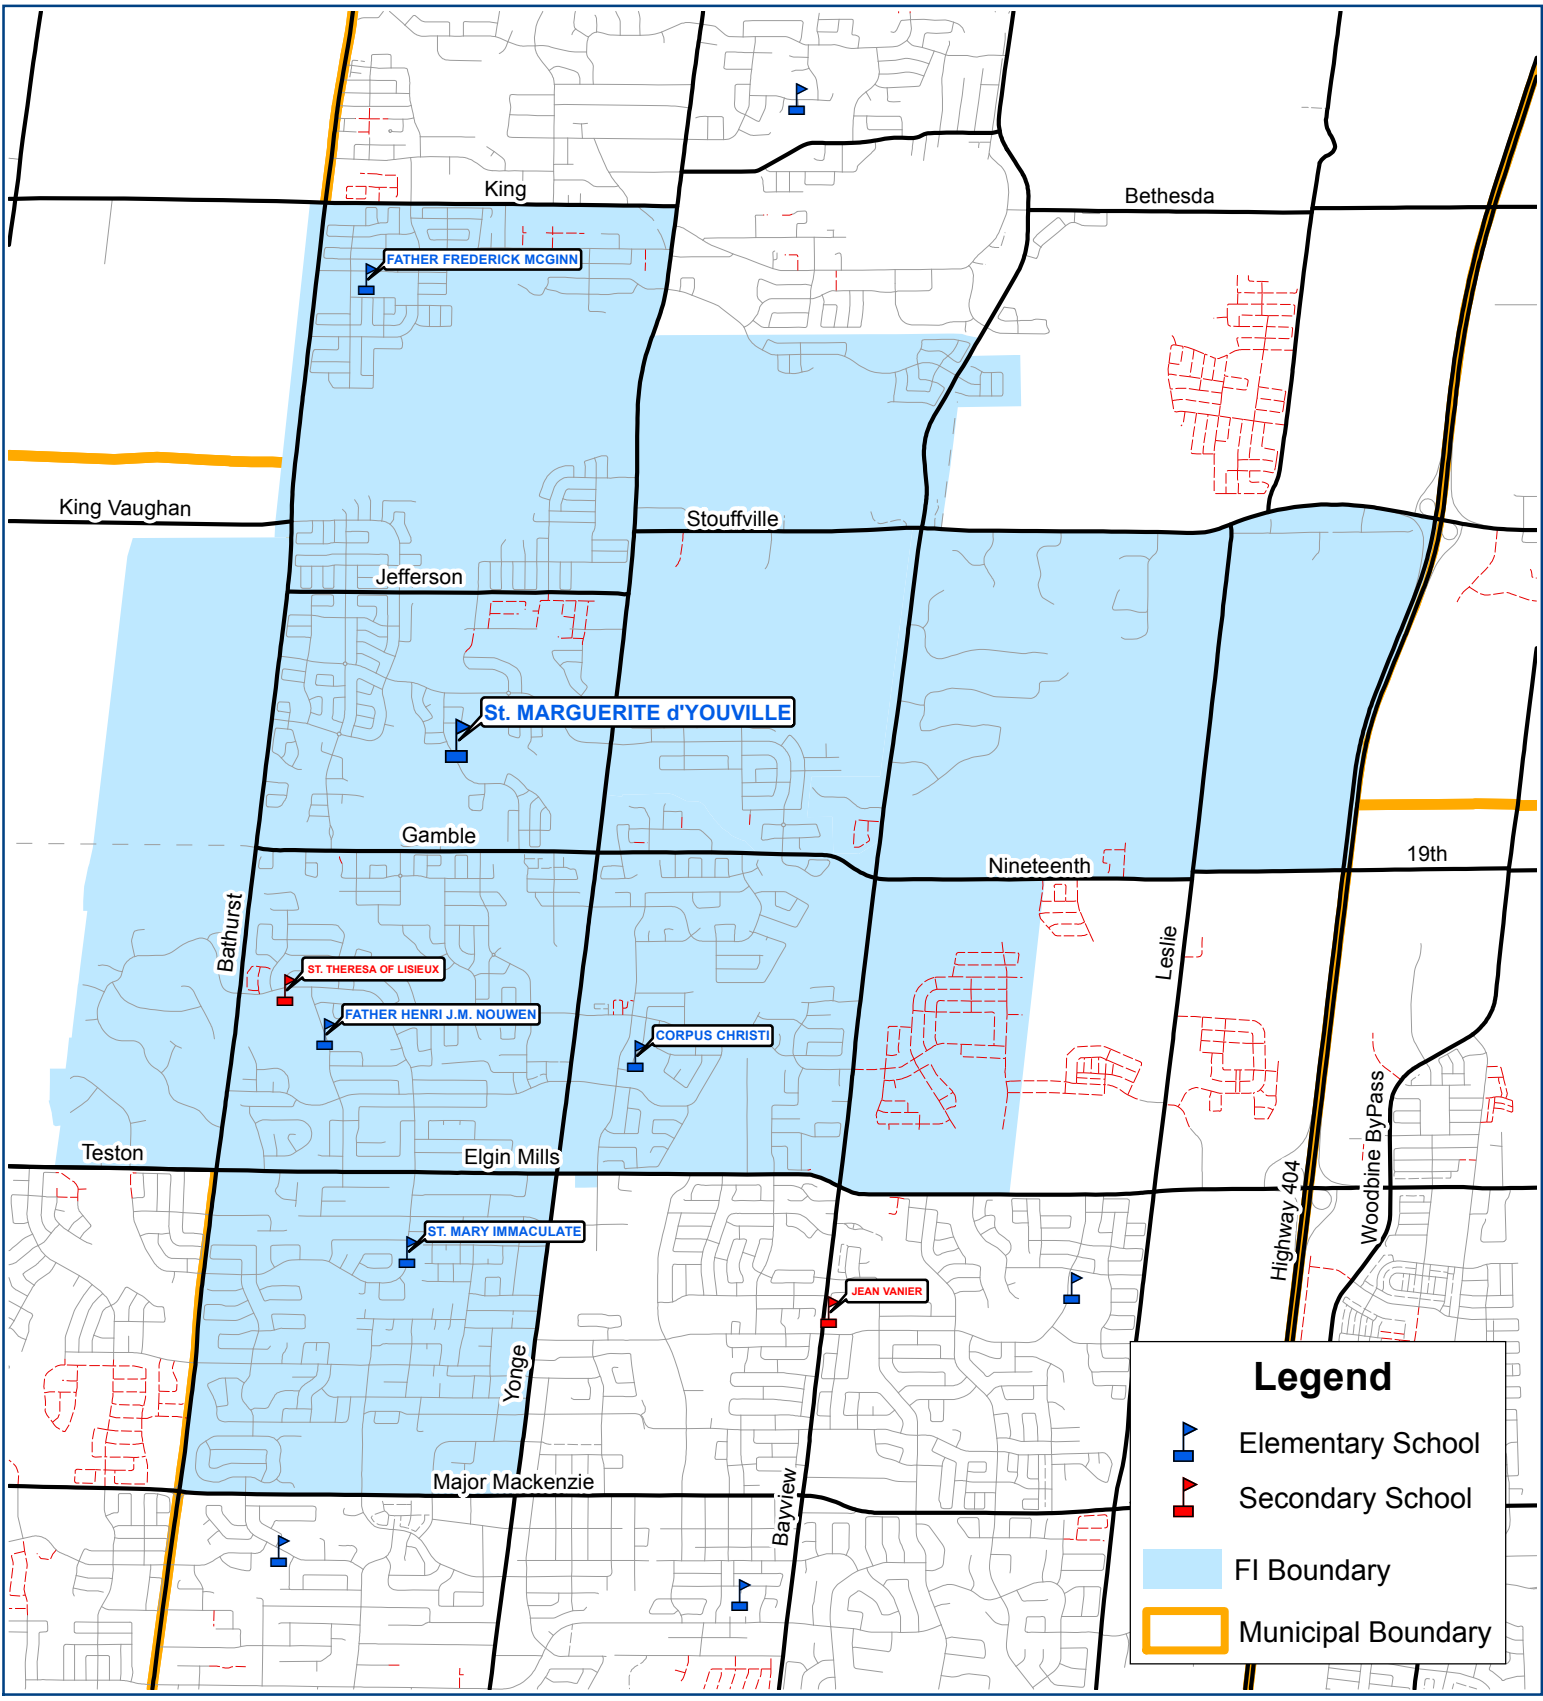 King
Bethesda
FATHER FREDERICK MCGINN
King Vaughan
Stouffville
Jefferson
St. MARGUERITE d'YOUVILLE
Gamble
Nineteenth
19th
Bathurst
Leslie
ST. THERESA OF LISIEUX
FATHER HENRI J.M. NOUWEN
CORPUS CHRISTI
Woodbine ByPass
Teston
Elgin Mills
Highway 404
ST. MARY IMMACULATE
JEAN VANIER
Yonge
Major Mackenzie
Bayview
Legend
Elementary School
Secondary School
FI Boundary
Municipal Boundary